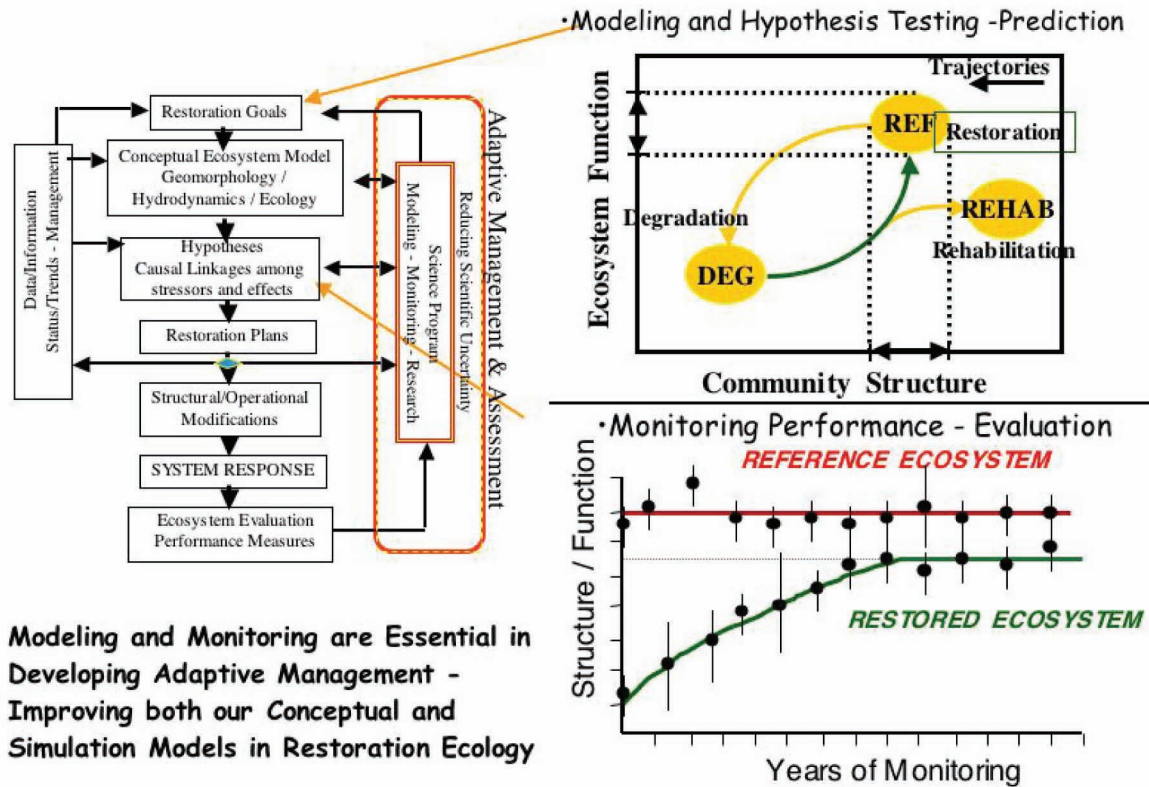 Restoration Goals
Conceptual Ecosystem Model
Geomorphology /
Hydrodynamics / Ecology
Hypotheses
Causal Linkages among
stressors and effects
Restoration Plans
Structural/Operational
Modifications
SYSTEM RESPONSE
Ecosystem Evaluation
Performance Measures
Data/Information
Status/Trends - Management
Adaptive Management & Assessment
Reducing Scientific Uncertainty
Science Program
Modeling - Monitoring - Research
Modeling and Monitoring are Essential in
Developing Adaptive Management -
Improving both our Conceptual and
Simulation Models in Restoration Ecology
•Modeling and Hypothesis Testing -Prediction
Trajectories
Ecosystem Function
REF
Restoration
Degradation
REHAB
Rehabilitation
DEG
Community Structure
•Monitoring Performance - Evaluation
REFERENCE ECOSYSTEM
Structure / Function
RESTORED ECOSYSTEM
Years of Monitoring